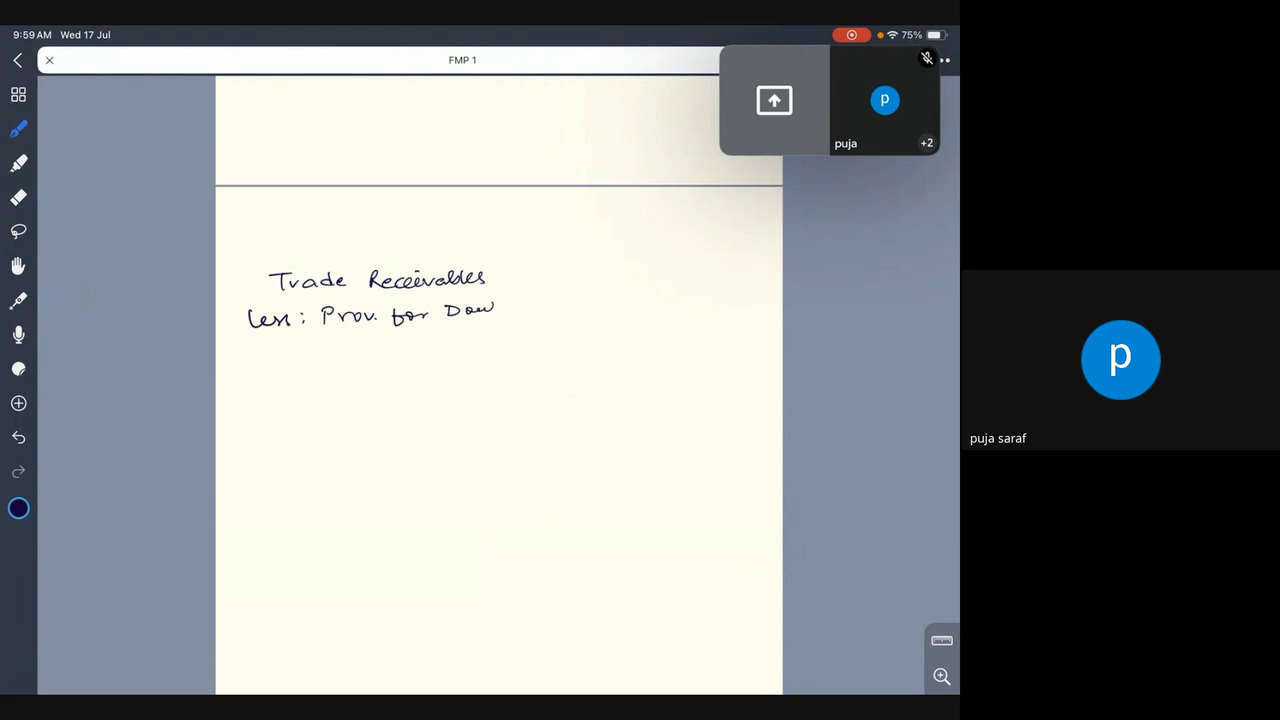 9:59 AM Wed 17 Jul
75%
FMP 1
p
puja
+2
Trade Receivables
Less: Prov. for Dou
p
puja saraf